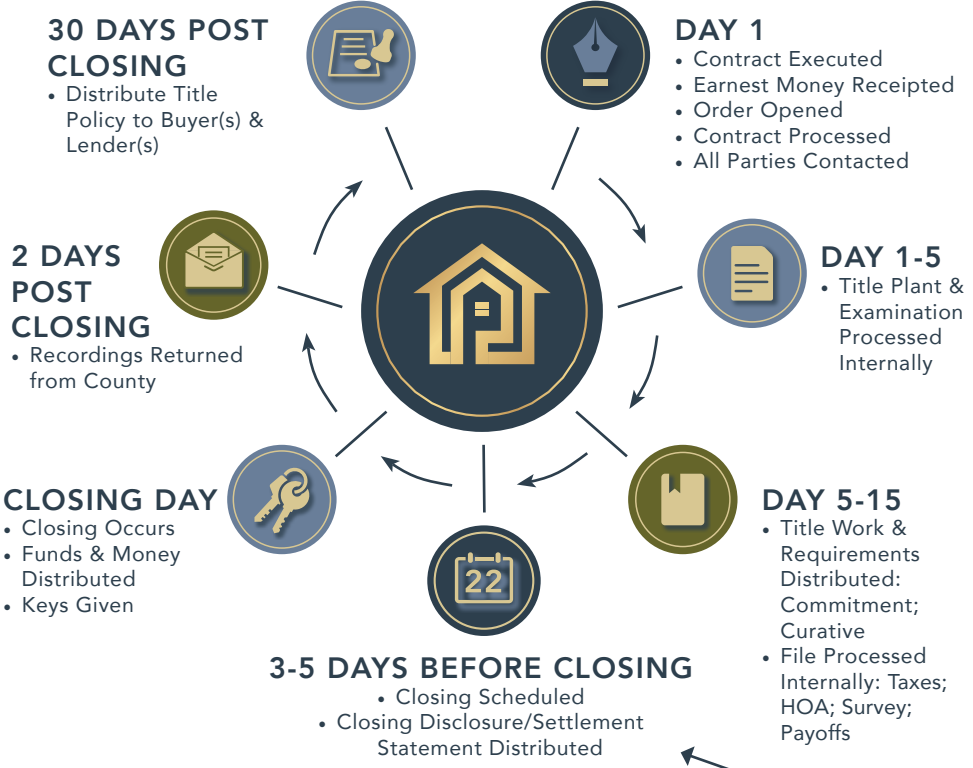 DAY 1
• Contract Executed
• Earnest Money Receipted
• Order Opened
• Contract Processed
• All Parties Contacted
DAY 1-5
• Title Plant &
Examination
Processed
Internally
DAY 5-15
• Title Work &
Requirements
Distributed:
Commitment;
Curative
• File Processed
Internally: Taxes;
HOA; Survey;
Payoffs
22
3-5 DAYS BEFORE CLOSING
• Closing Scheduled
• Closing Disclosure/Settlement
Statement Distributed
CLOSING DAY
• Closing Occurs
• Funds & Money
Distributed
• Keys Given
2 DAYS
POST
CLOSING
• Recordings Returned
from County
30 DAYS POST
CLOSING
• Distribute Title
Policy to Buyer(s) &
Lender(s)